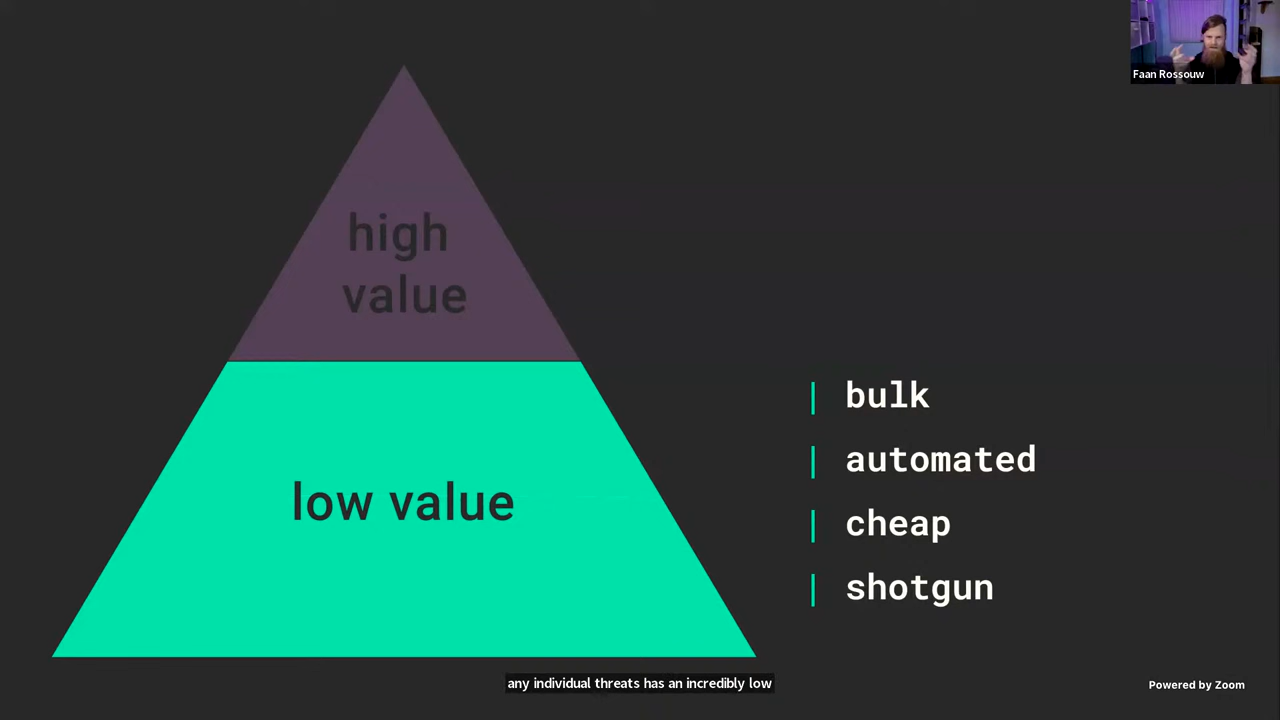 Faan Rossouw
high
value
low value
bulk
automated
cheap
shotgun
any individual threats has an incredibly low
Powered by Zoom